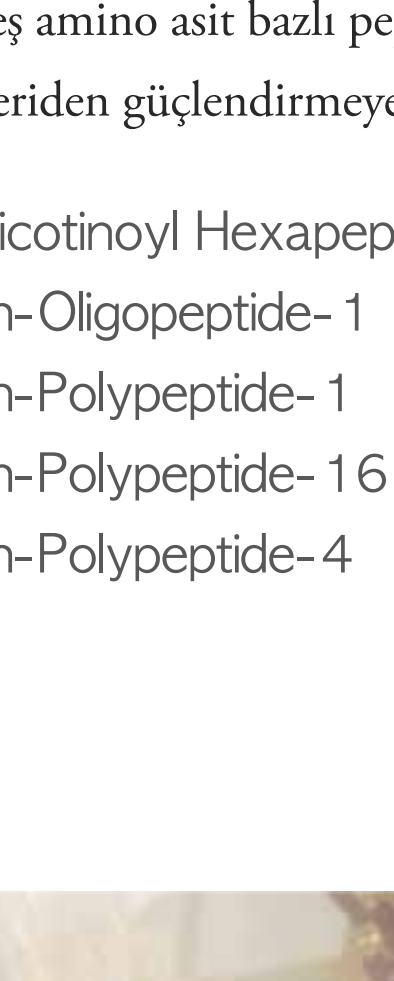 eş amino asit bazlı pe
eriden güçlendirmeye
icotinoyl Hexapep
n-Oligopeptide-1
n-Polypeptide-1
n-Polypeptide-16
n-Polypeptide-4